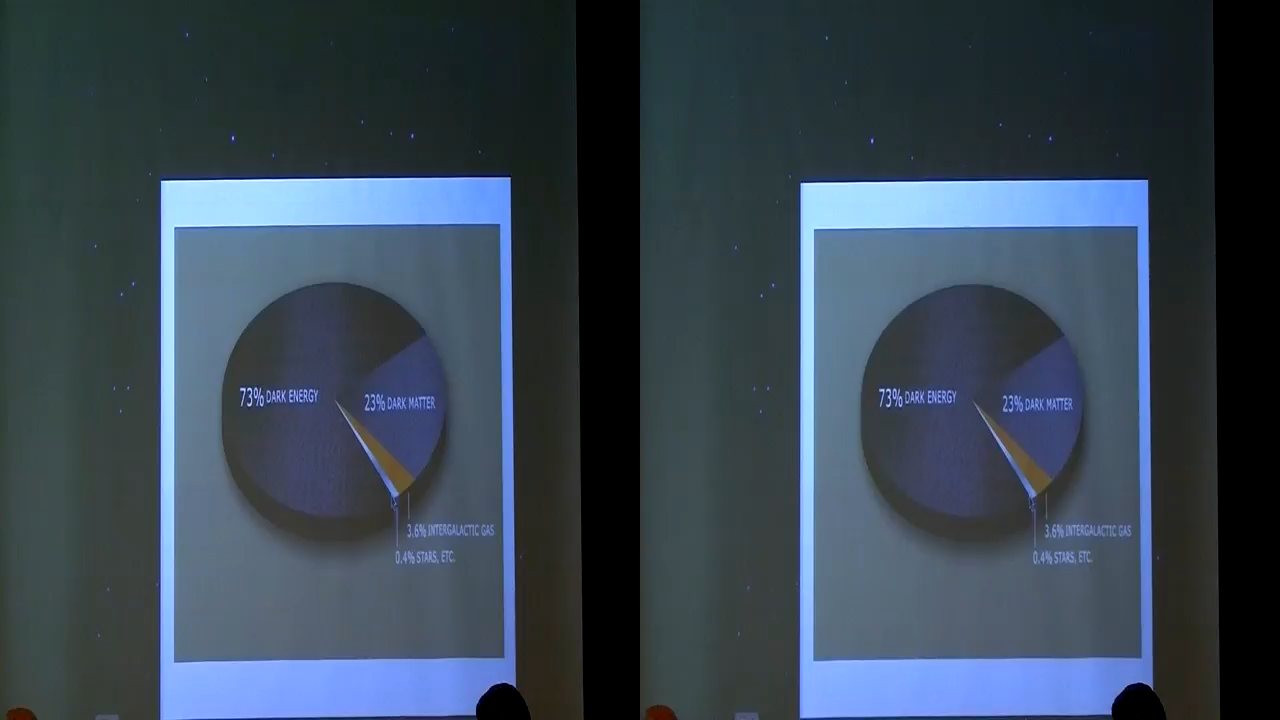 73% DARK ENERGY
23% DARK MATTER
3.6% INTERGALACTIC GAS
0.4% STARS, ETC.
73% DARK ENERGY
23% DARK MATTER
3.6% INTERGALACTIC GAS
0.4% STARS, ETC.